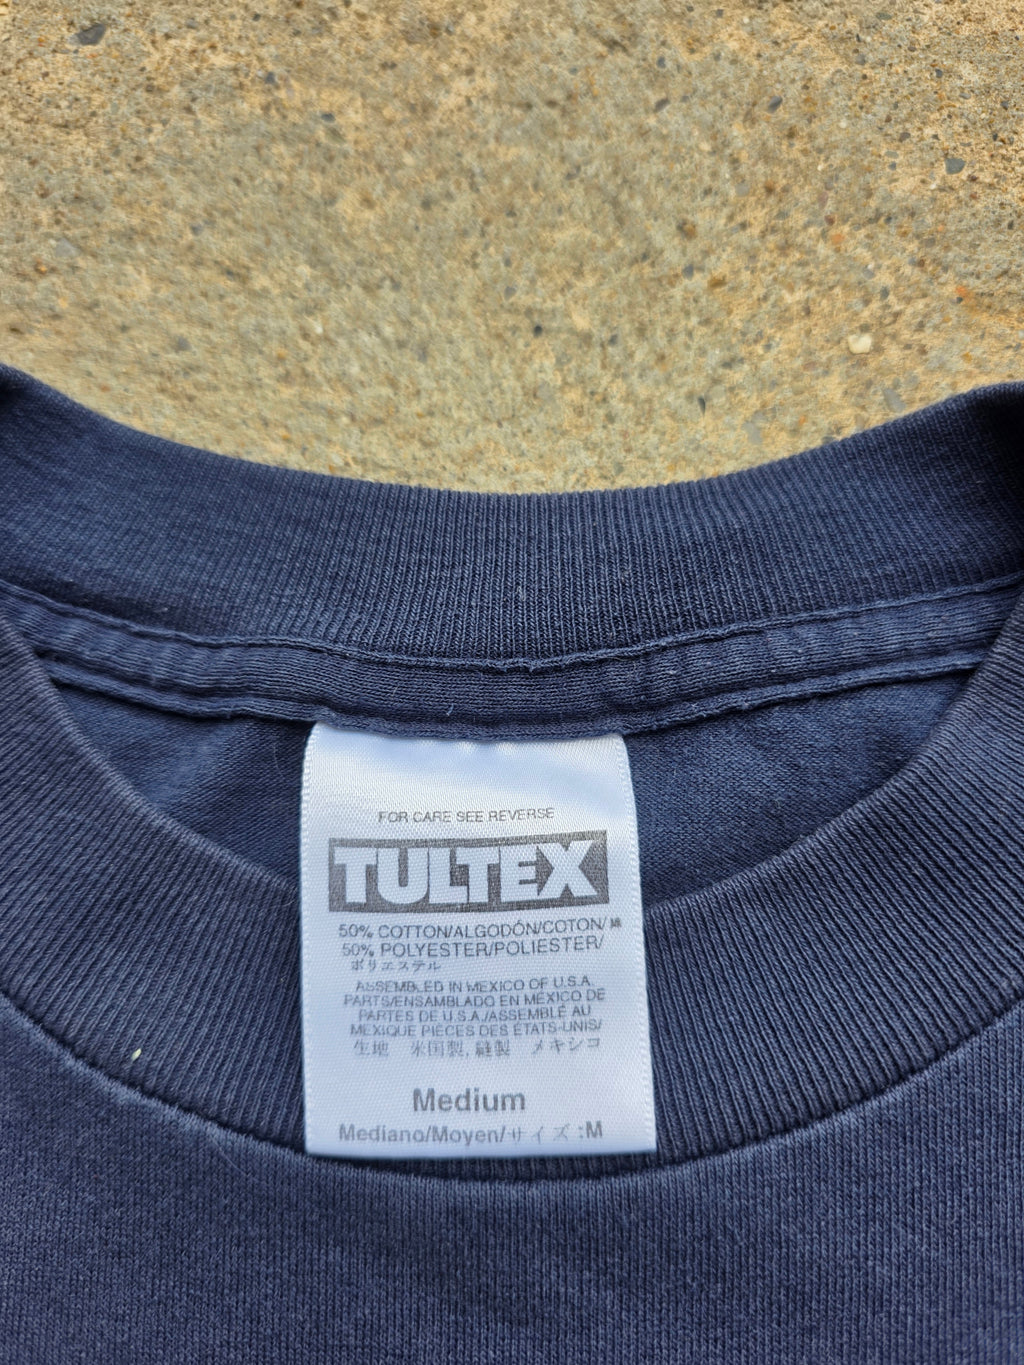 FOR CARE SEE REVERSE
TULTEX
50% COTTON/ALGODÓN/COTON/綿
50% POLYESTER/POLIESTER/
ポリエステル
ASSEMBLED IN MEXICO OF U.S.A.
PARTS/ENSAMBLADO EN MÉXICO DE
PARTES DE U.S.A./ASSEMBLÉ AU
MEXIQUE PIÈCES DES ÉTATS-UNIS/
生地 米国製, 縫製 メキシコ
Medium
Mediano/Moyen/サイズ:M